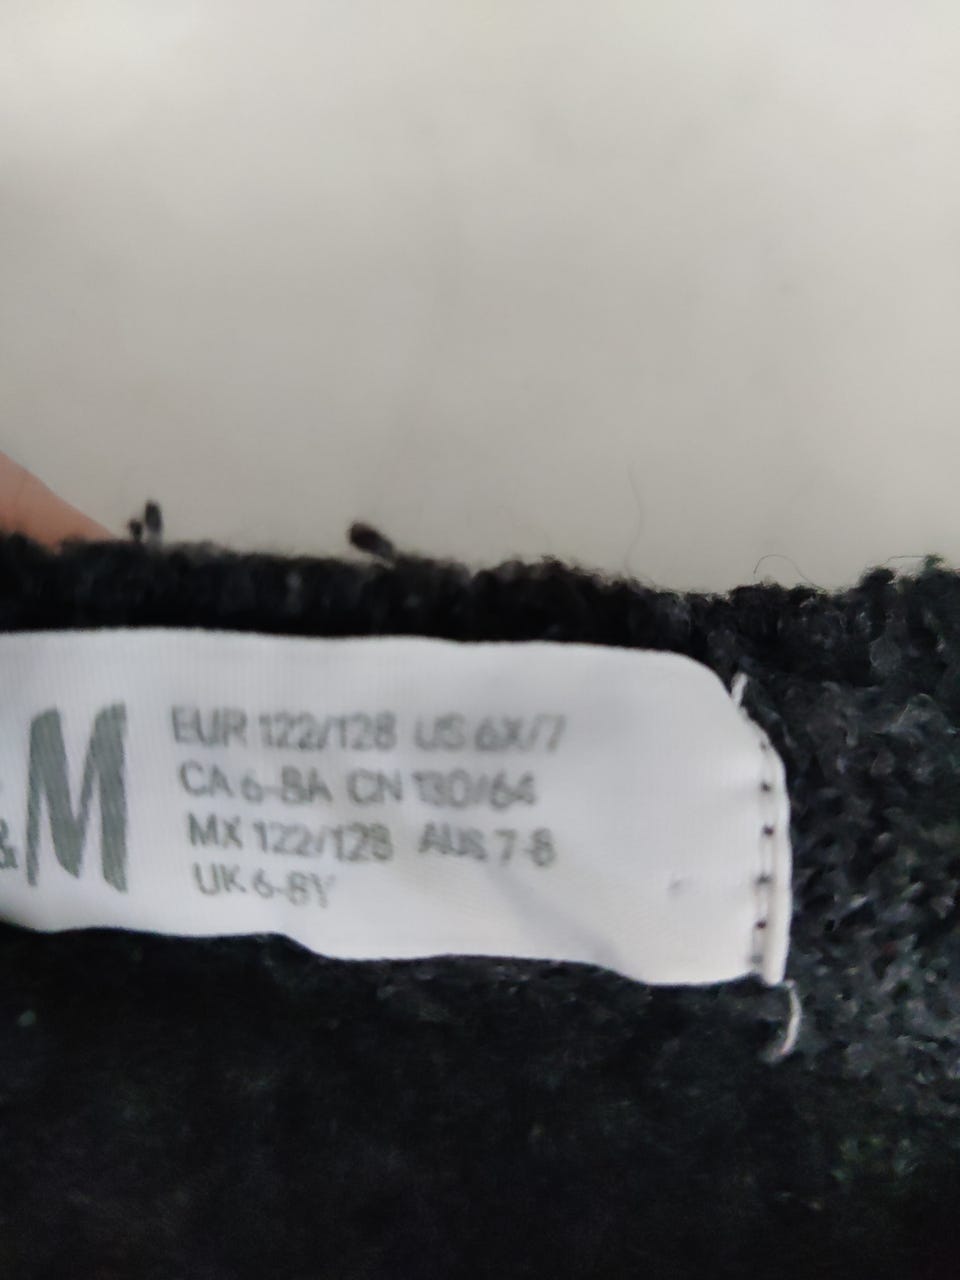 &M
EUR 122/128 US 6X/7
CA 6-8A CN 130/64
MX 122/128 AUS 7-8
UK 6-8Y